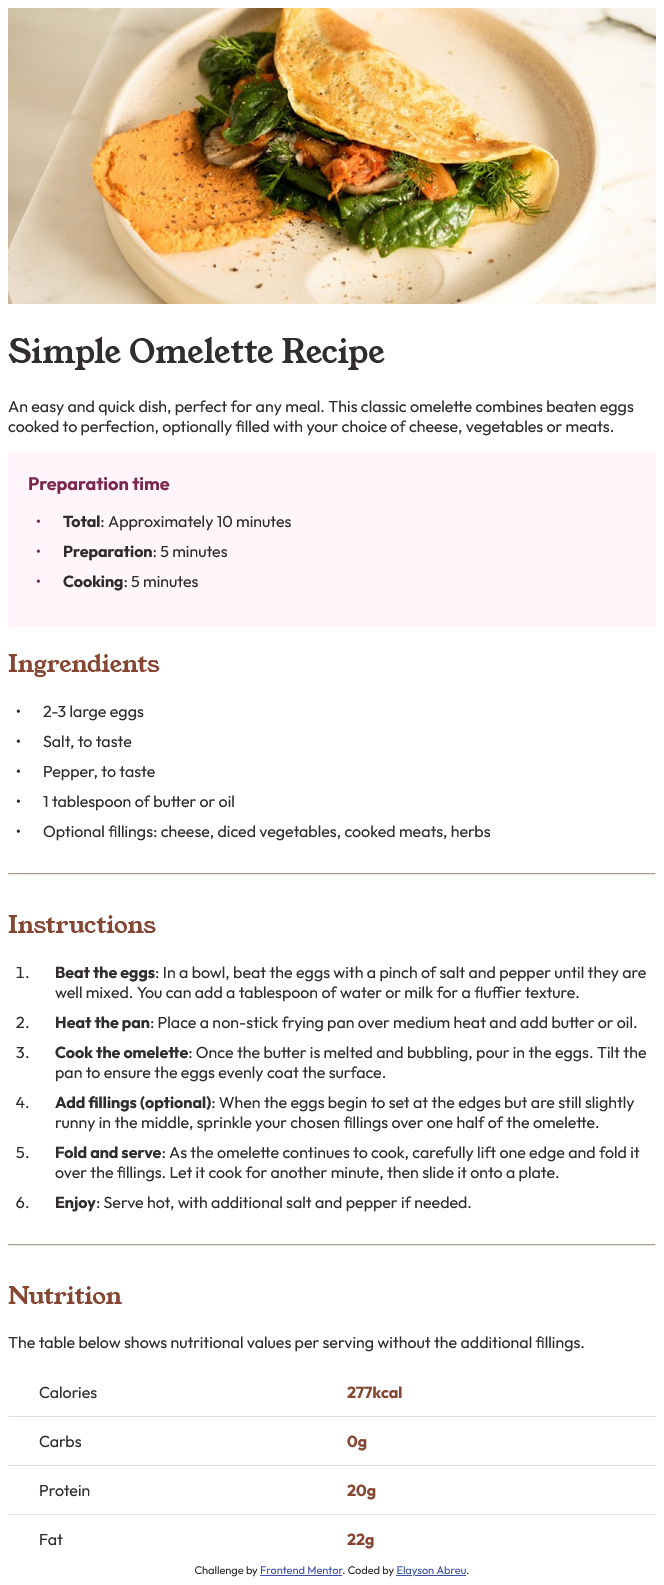 Simple Omelette Recipe
An easy and quick dish, perfect for any meal. This classic omelette combines beaten eggs
cooked to perfection, optionally filled with your choice of cheese, vegetables or meats.
Preparation time
• Total: Approximately 10 minutes
• Preparation: 5 minutes
• Cooking: 5 minutes
Ingrendients
• 2-3 large eggs
• Salt, to taste
• Pepper, to taste
• 1 tablespoon of butter or oil
• Optional fillings: cheese, diced vegetables, cooked meats, herbs
Instructions
1. Beat the eggs: In a bowl, beat the eggs with a pinch of salt and pepper until they are
well mixed. You can add a tablespoon of water or milk for a fluffier texture.
2. Heat the pan: Place a non-stick frying pan over medium heat and add butter or oil.
3. Cook the omelette: Once the butter is melted and bubbling, pour in the eggs. Tilt the
pan to ensure the eggs evenly coat the surface.
4. Add fillings (optional): When the eggs begin to set at the edges but are still slightly
runny in the middle, sprinkle your chosen fillings over one half of the omelette.
5. Fold and serve: As the omelette continues to cook, carefully lift one edge and fold it
over the fillings. Let it cook for another minute, then slide it onto a plate.
6. Enjoy: Serve hot, with additional salt and pepper if needed.
Nutrition
The table below shows nutritional values per serving without the additional fillings.
Calories 277kcal
Carbs 0g
Protein 20g
Fat 22g
Challenge by Frontend Mentor. Coded by Elayson Abreu.